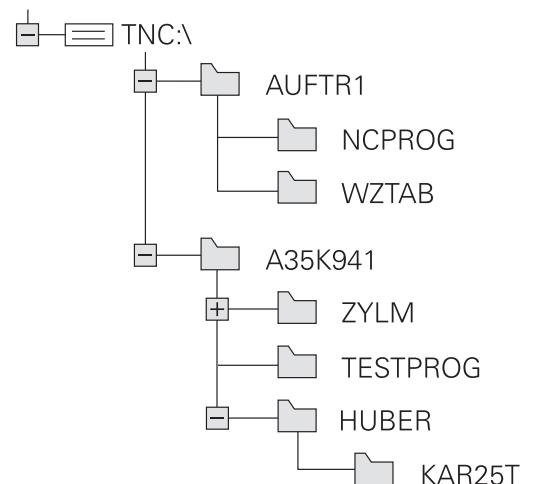 TNC:\
AUFTR1
NCPROG
WZTAB
A35K941
ZYLM
TESTPROG
HUBER
KAR25T